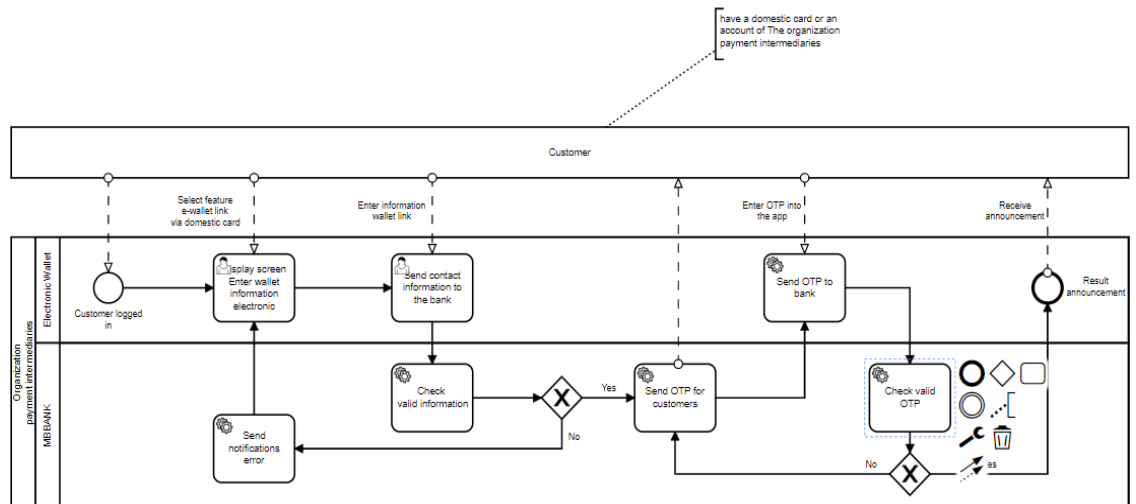 have a domestic card or an
account of The organization
payment intermediaries
Customer
Select feature
e-wallet link
via domestic card
Enter information
wallet link
Enter OTP into
the app
Receive
announcement
Organization
payment intermediaries
Electronic Wallet
Customer logged
in
isplay screen
Enter wallet
information
electronic
Send contact
information to
the bank
Send OTP to
bank
Result
announcement
MBBANK
Check
valid information
X
Yes
No
Send OTP for
customers
Check valid
OTP
Send
notifications
error
No
X
es